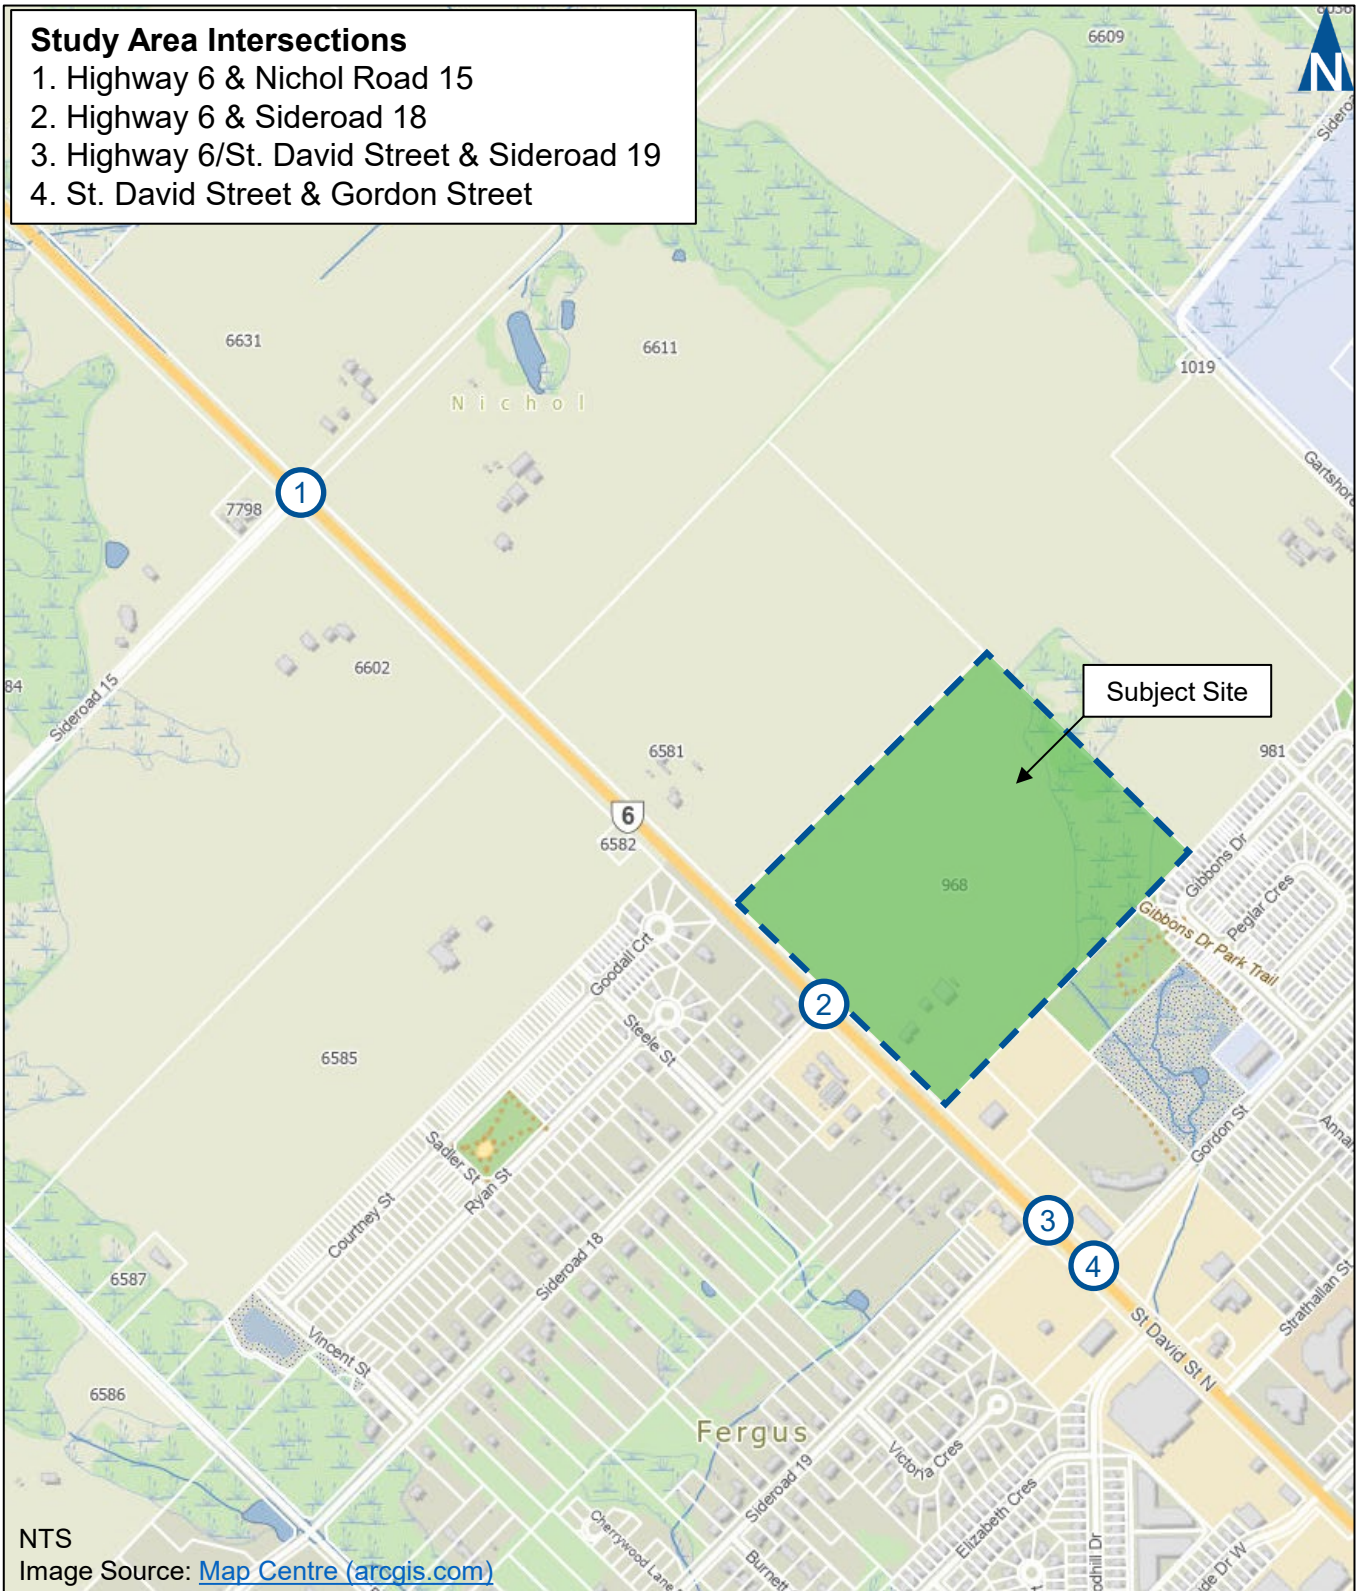 Study Area Intersections
1. Highway 6 & Nichol Road 15
2. Highway 6 & Sideroad 18
3. Highway 6/St. David Street & Sideroad 19
4. St. David Street & Gordon Street
6609
N
6631
6611
Nichol
1019
1
7798
Gartshore
6602
84
Sideroad 15
Subject Site
6581
981
6
6582
968
Gibbons Dr
Peglar Cres
Gibbons Dr Park Trail
Goodall Crt
2
Steele St
6585
Gordon St
Sadler St
Ryan St
Courtney St
3
4
Sideroad 18
6587
Vincent St
Strathallan St
St David St N
6586
Fergus
Victoria Cres
Sideroad 19
Elizabeth Cres
Cherrywood Lane
Burnett
NTS
Image Source: Map Centre (arcgis.com)